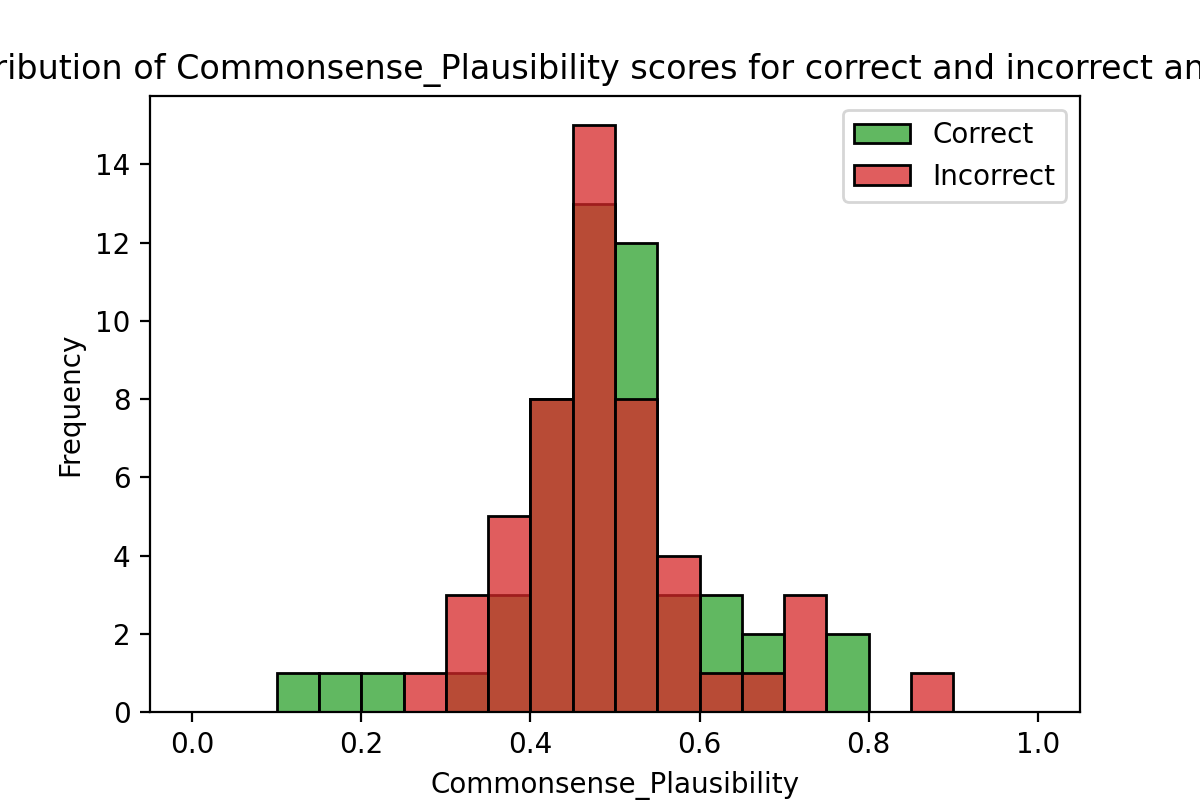 ribution of Commonsense_Plausibility scores for correct and incorrect an
Correct
Incorrect
14
12
10
8
6
4
2
0
Frequency
0.0 0.2 0.4 0.6 0.8 1.0
Commonsense_Plausibility